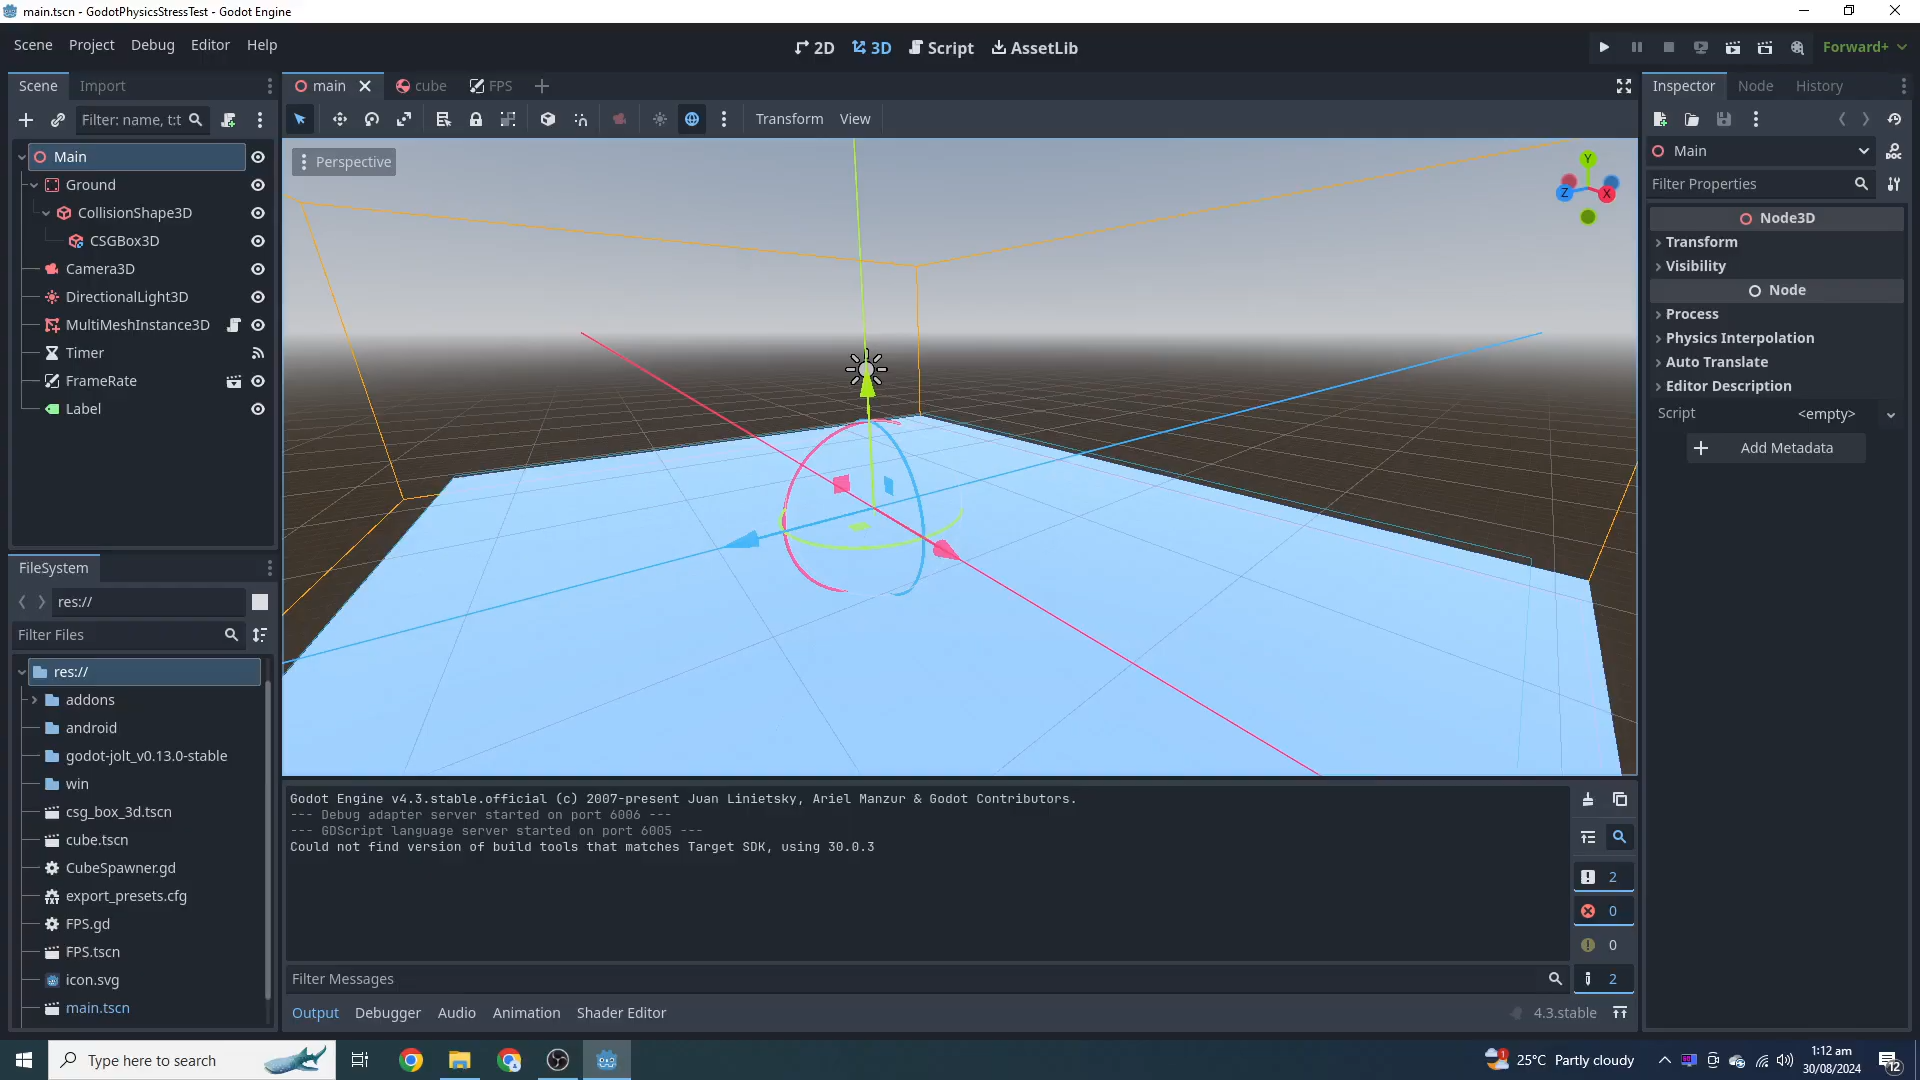 main.tscn - GodotPhysicsStressTest - Godot Engine
Scene Project Debug Editor Help
2D 3D Script AssetLib
Forward+
Scene Import
Filter: name, t:t
Main
Ground
CollisionShape3D
CSGBox3D
Camera3D
DirectionalLight3D
MultiMeshInstance3D
Timer
FrameRate
Label
FileSystem
res://
Filter Files
res://
addons
android
godot-jolt_v0.13.0-stable
win
csg_box_3d.tscn
cube.tscn
CubeSpawner.gd
export_presets.cfg
FPS.gd
FPS.tscn
icon.svg
main.tscn
main cube FPS
Transform View
Perspective
Y
Z X
Godot Engine v4.3.stable.official (c) 2007-present Juan Linietsky, Ariel Manzur & Godot Contributors.
--- Debug adapter server started on port 6006 ---
--- GDScript language server started on port 6005 ---
Could not find version of build tools that matches Target SDK, using 30.0.3
2
0
0
2
Filter Messages
Output Debugger Audio Animation Shader Editor
4.3.stable
Inspector Node History
Main
DOC
Filter Properties
Node3D
Transform
Visibility
Node
Process
Physics Interpolation
Auto Translate
Editor Description
Script <empty>
Add Metadata
Type here to search
1
25°C Partly cloudy
1:12 am
30/08/2024
12